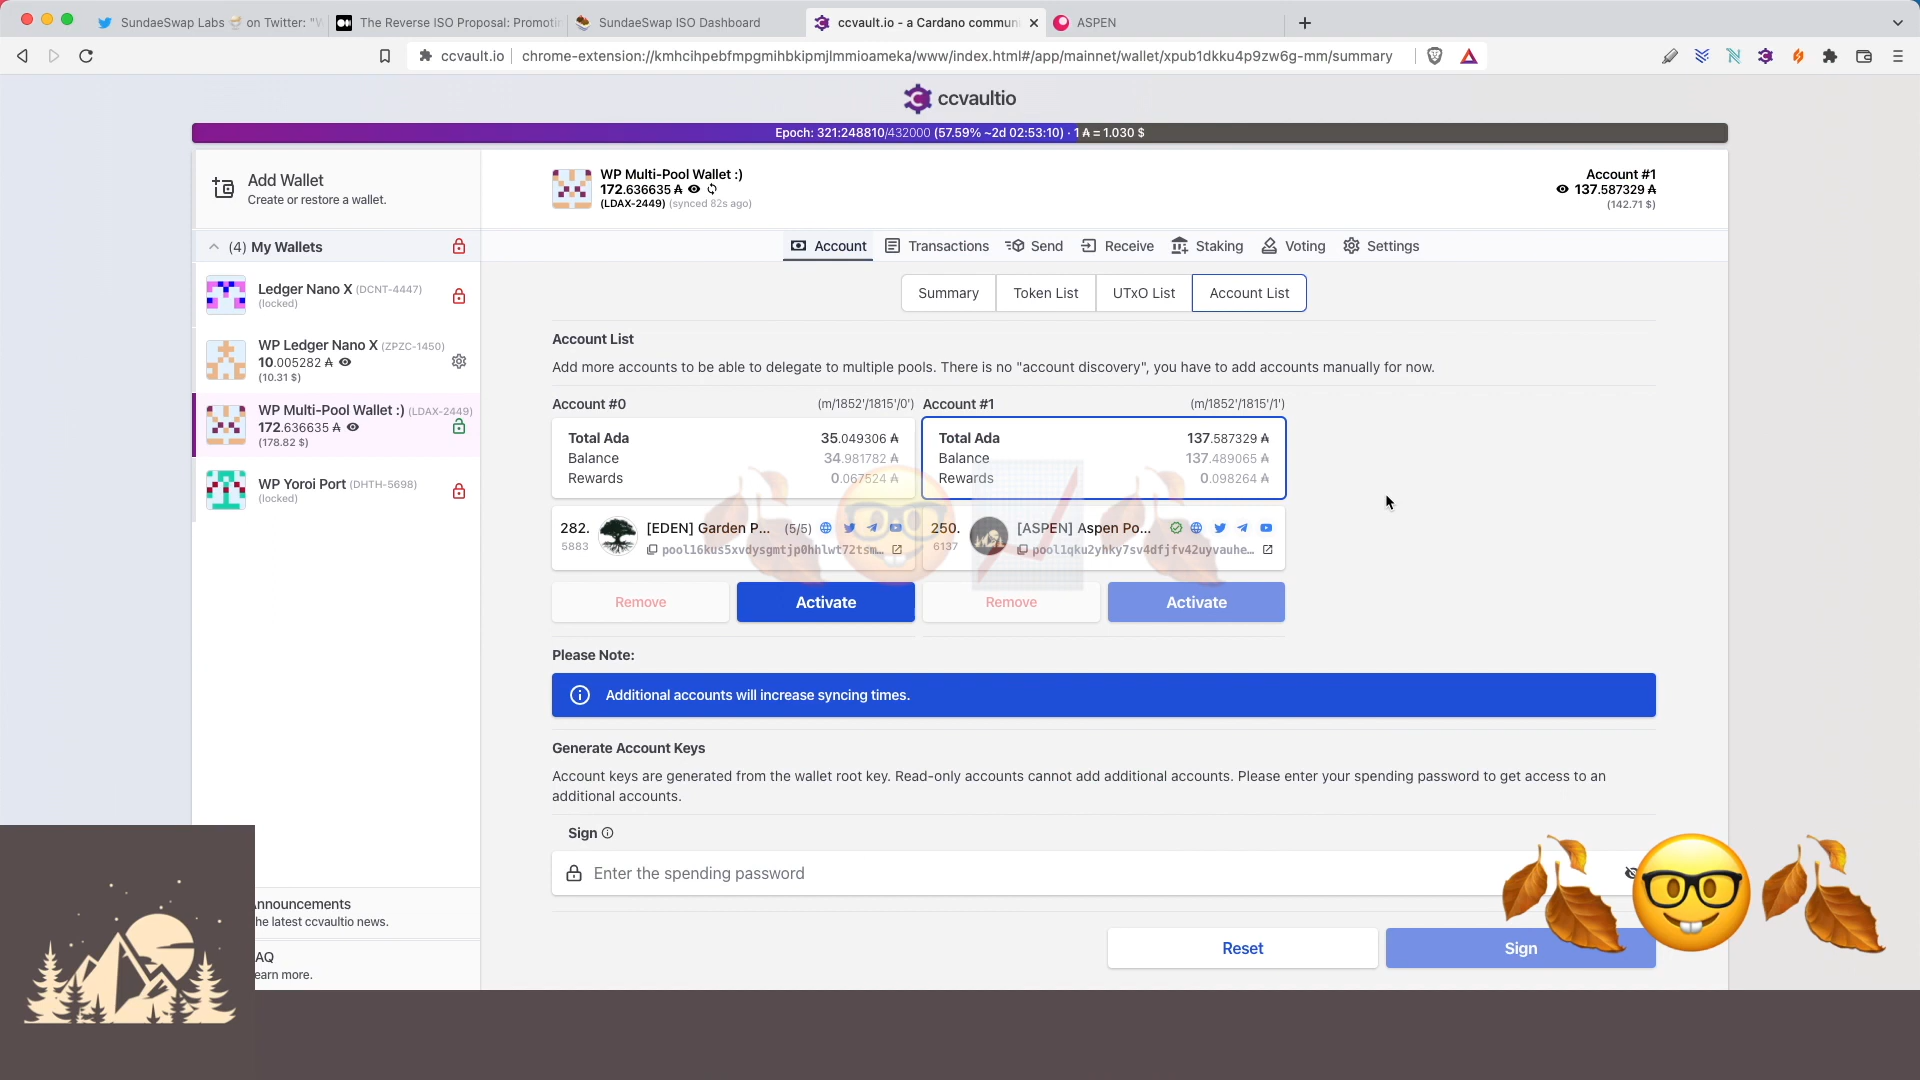 SundaeSwap Labs 🍨 on Twitter: "W
The Reverse ISO Proposal: Promotin
SundaeSwap ISO Dashboard
ccvault.io - a Cardano commun
ASPEN
ccvault.io
chrome-extension://kmhcihpebfmpgmihbkipmjlmmioameka/www/index.html#/app/mainnet/wallet/xpub1dkku4p9zw6g-mm/summary
ccvaultio
Epoch: 321:248810/432000 (57.59% ~2d 02:53:10) · 1 ₳ = 1.030 $
Add Wallet
Create or restore a wallet.
WP Multi-Pool Wallet :)
172.636635 ₳
(LDAX-2449) (synced 82s ago)
Account #1
137.587329 ₳
(142.71 $)
(4) My Wallets
Account
Transactions
Send
Receive
Staking
Voting
Settings
Ledger Nano X (DCNT-4447)
(locked)
WP Ledger Nano X (ZPZC-1450)
10.005282 ₳
(10.31 $)
WP Multi-Pool Wallet :) (LDAX-2449)
172.636635 ₳
(178.82 $)
WP Yoroi Port (DHTH-5698)
(locked)
Summary
Token List
UTxO List
Account List
Account List
Add more accounts to be able to delegate to multiple pools. There is no "account discovery", you have to add accounts manually for now.
Account #0 (m/1852'/1815'/0')
Account #1 (m/1852'/1815'/1')
Total Ada 35.049306 ₳
Balance 34.981782 ₳
Rewards 0.067524 ₳
Total Ada 137.587329 ₳
Balance 137.489065 ₳
Rewards 0.098264 ₳
282. [EDEN] Garden P... (5/5)
5883 pool16kus5xvdysgmtjp0hhlwt72tsm...
250. [ASPEN] Aspen Po...
6137 pool1qku2yhky7sv4dfjfv42uyvauhe...
Remove
Activate
Remove
Activate
Please Note:
Additional accounts will increase syncing times.
Generate Account Keys
Account keys are generated from the wallet root key. Read-only accounts cannot add additional accounts. Please enter your spending password to get access to an
additional accounts.
Sign
Enter the spending password
Reset
Sign
nnouncements
he latest ccvaultio news.
AQ
earn more.